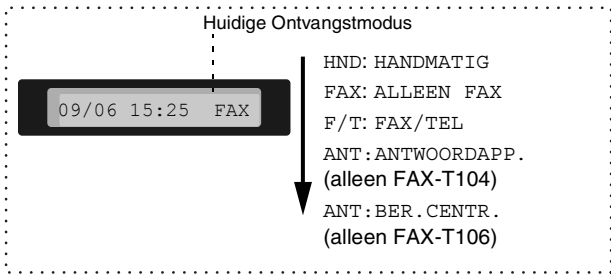 Huidige Ontvangstmodus
09/06 15:25 FAX
HND: HANDMATIG
FAX: ALLEEN FAX
F/T: FAX/TEL
ANT:ANTWOORDAPP.
(alleen FAX-T104)
ANT:BER.CENTR.
(alleen FAX-T106)